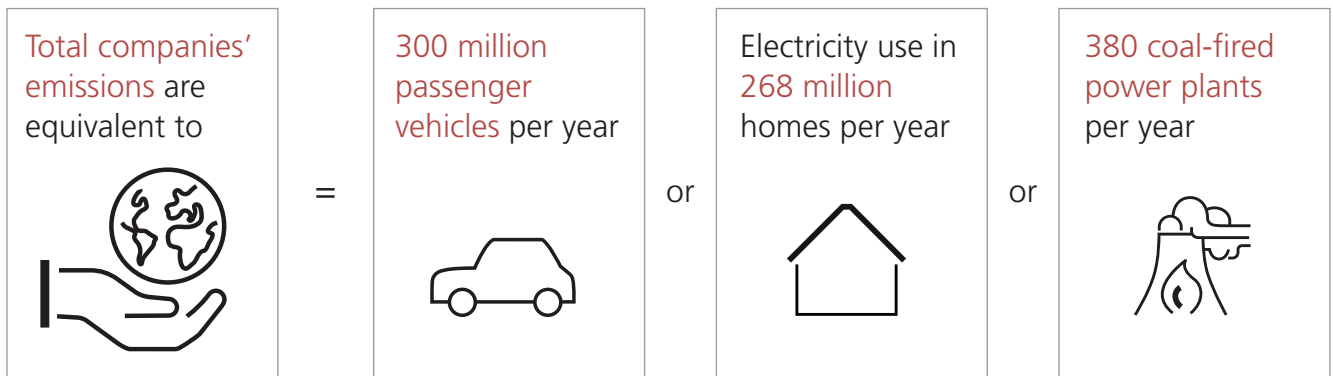 Total companies’
emissions are
equivalent to
=
300 million
passenger
vehicles per year
or
Electricity use in
268 million
homes per year
or
380 coal-fired
power plants
per year